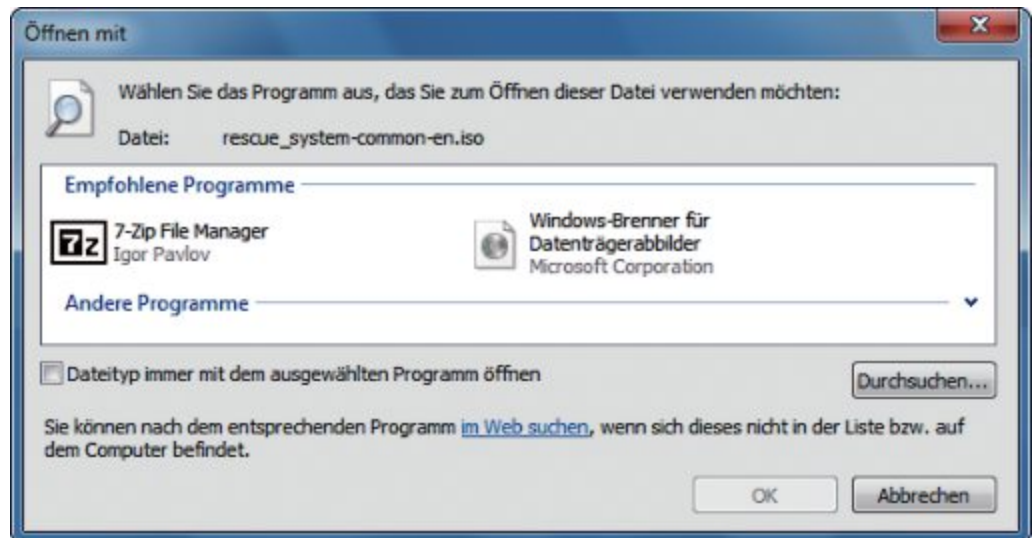 Öffnen mit
Wählen Sie das Programm aus, das Sie zum Öffnen dieser Datei verwenden möchten:
Datei: rescue_system-common-en.iso
Empfohlene Programme
7z
7-Zip File Manager
Igor Pavlov
Windows-Brenner für
Datenträgerabbilder
Microsoft Corporation
Andere Programme
Dateityp immer mit dem ausgewählten Programm öffnen
Durchsuchen...
Sie können nach dem entsprechenden Programm im Web suchen, wenn sich dieses nicht in der Liste bzw. auf
dem Computer befindet.
OK
Abbrechen